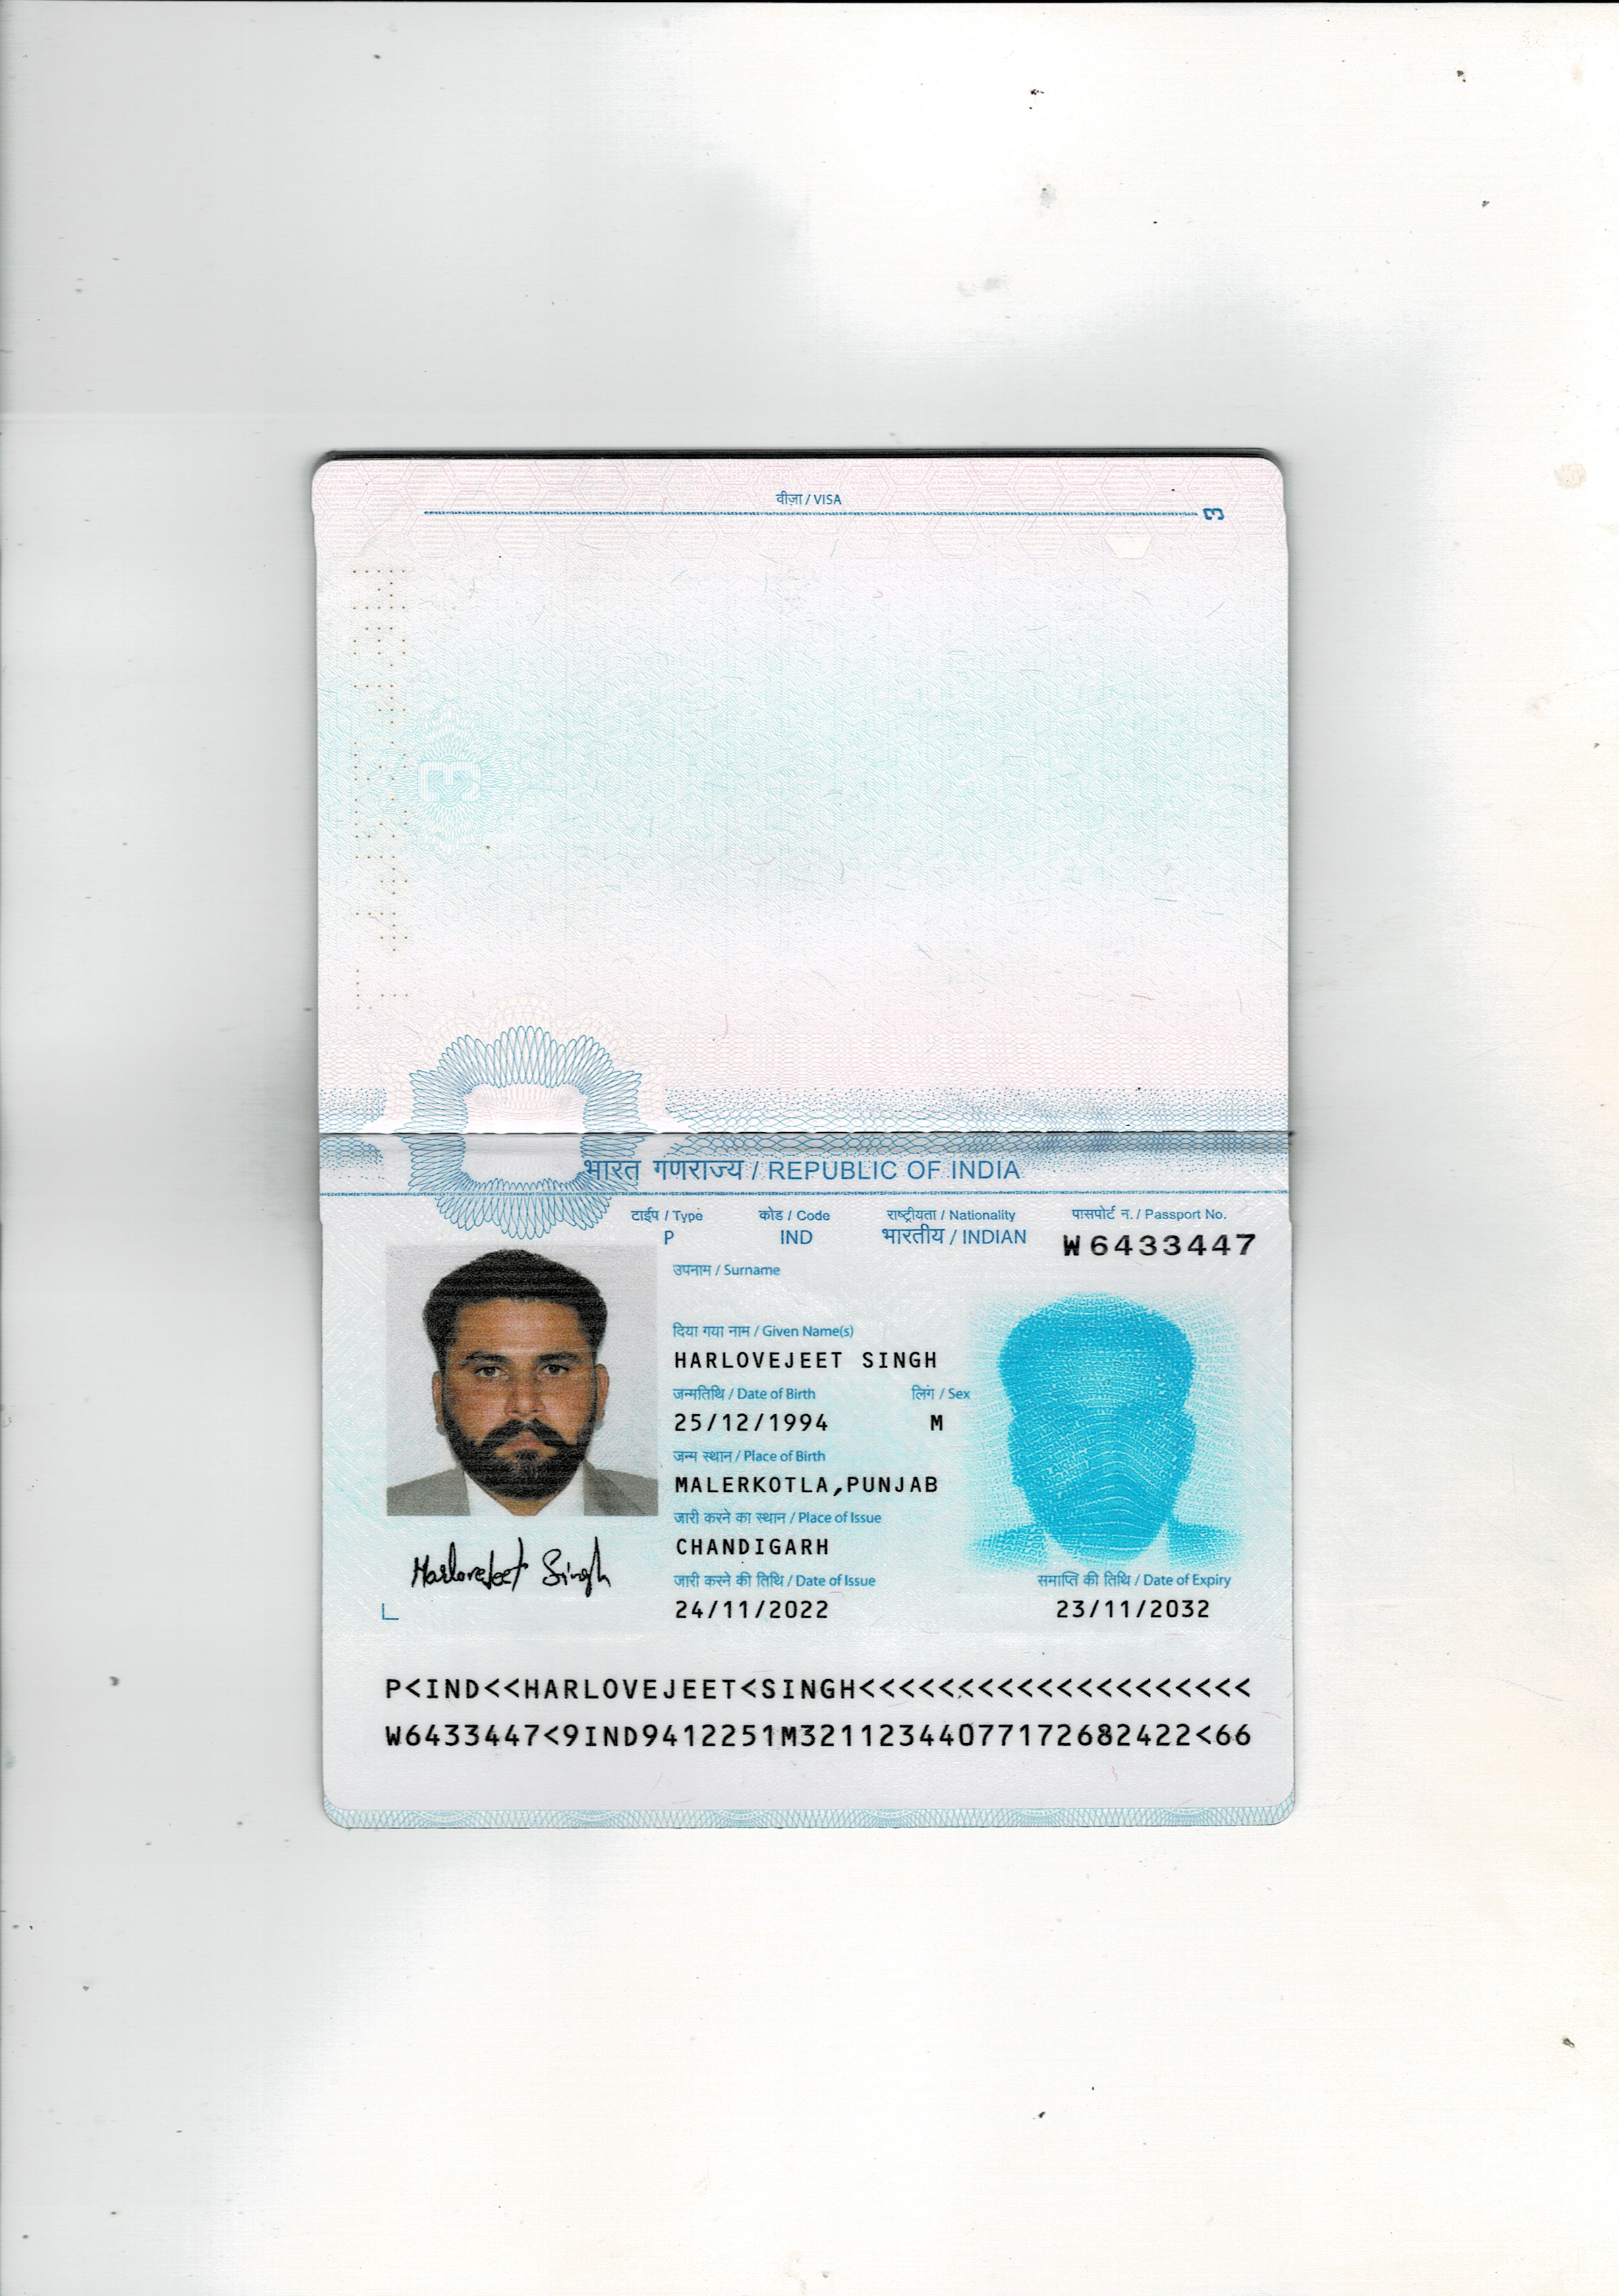 वीज़ा / VISA
3
भारत गणराज्य / REPUBLIC OF INDIA
टाईप / Type
कोड / Code
राष्ट्रीयता / Nationality
पासपोर्ट न. / Passport No.
P
IND
भारतीय / INDIAN
W6433447
उपनाम / Surname
दिया गया नाम / Given Name(s)
HARLOVEJEET SINGH
जन्मतिथि / Date of Birth
लिंग / Sex
25/12/1994
M
जन्म स्थान / Place of Birth
MALERKOTLA,PUNJAB
जारी करने का स्थान / Place of Issue
CHANDIGARH
Harlovejeet Singh
जारी करने की तिथि / Date of Issue
समाप्ति की तिथि / Date of Expiry
24/11/2022
23/11/2032
P<IND<<HARLOVEJEET<SINGH<<<<<<<<<<<<<<<<<<<<
W6433447<9IND9412251M32112344077172682422<66